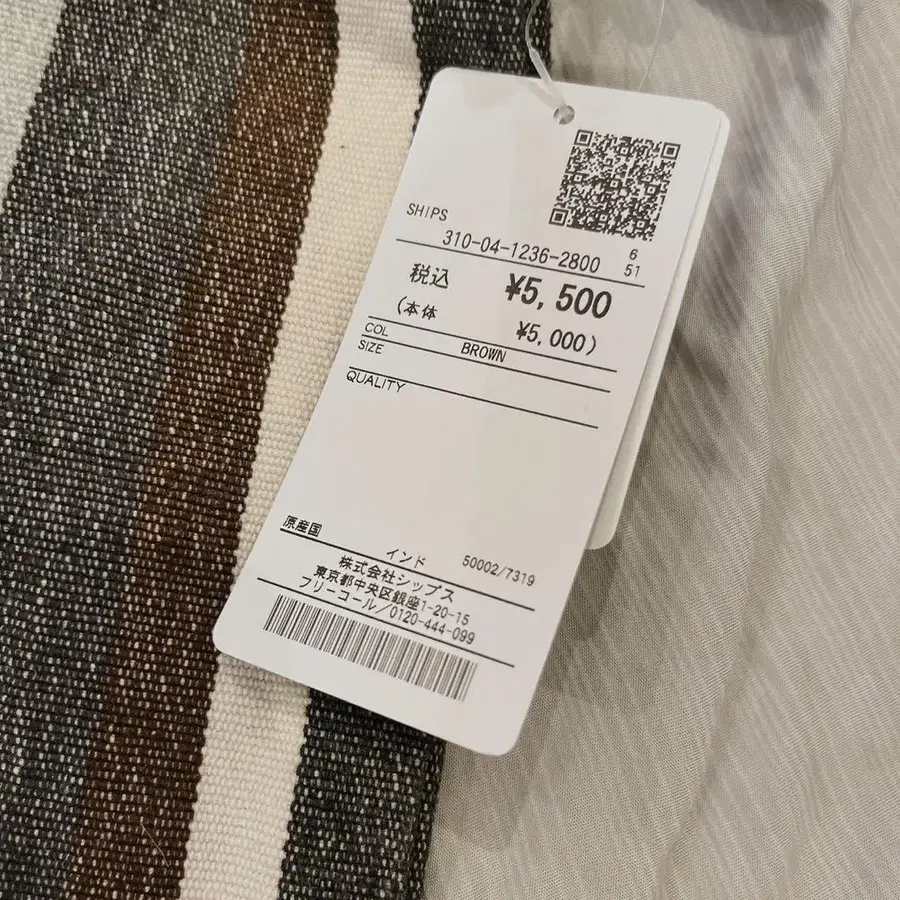 SHIPS
310-04-1236-2800
6
51
税込 ¥5,500
(本体 ¥5,000)
COL BROWN
SIZE
QUALITY
原産国
インド 50002/7319
株式会社シップス
東京都中央区銀座1-20-15
フリーコール/0120-444-099